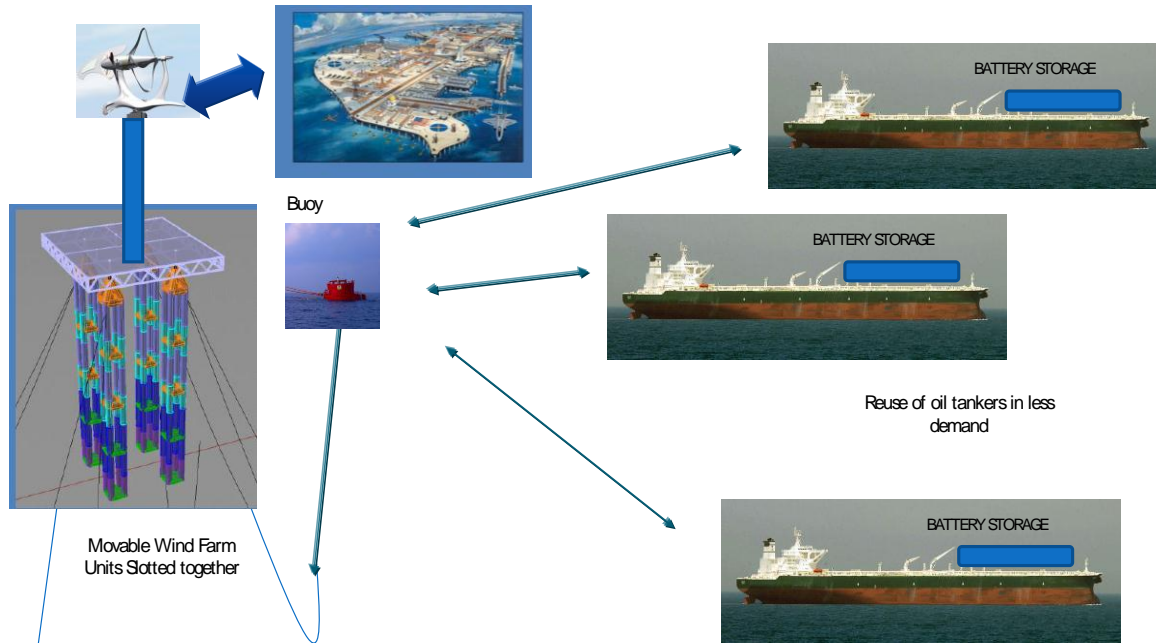 BATTERY STORAGE
Buoy
BATTERY STORAGE
Reuse of oil tankers in less
demand
BATTERY STORAGE
Movable Wind Farm
Units Slotted together